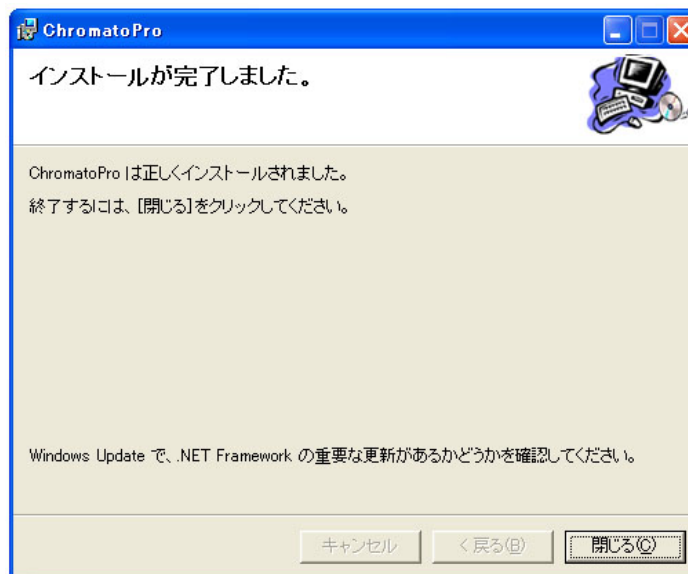 ChromatoPro
インストールが完了しました。
ChromatoPro は正しくインストールされました。
終了するには、[閉じる]をクリックしてください。
Windows Update で、.NET Framework の重要な更新があるかどうかを確認してください。
キャンセル
< 戻る(B)
閉じる(C)